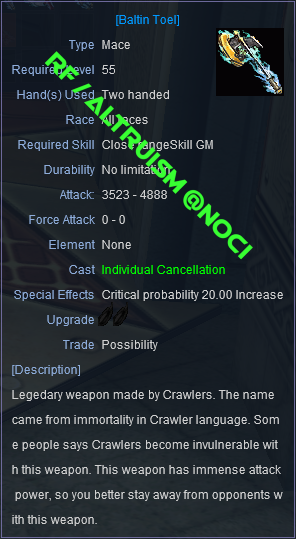 [Baltin Toel]
Type Mace
Required Level 55
Hand(s) Used Two handed
Race All races
Required Skill Close rangeSkill GM
Durability No limitation
Attack: 3523 - 4888
Force Attack 0 - 0
Element None
Cast Individual Cancellation
Special Effects Critical probability 20.00 Increase
Upgrade
Trade Possibility
[Description]
Legedary weapon made by Crawlers. The name
came from immortality in Crawler language. Som
e people says Crawlers become invulnerable wit
h this weapon. This weapon has immense attack
power, so you better stay away from opponents w
ith this weapon.
RF / ALTRUISM @NOCI